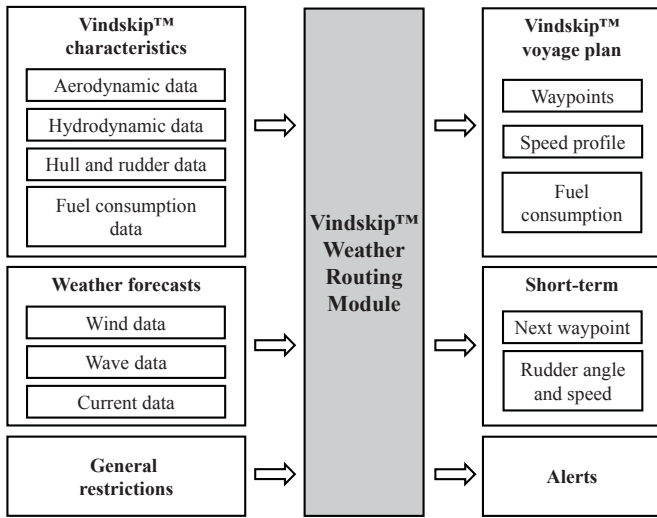 Vindskip™
characteristics
Aerodynamic data
Hydrodynamic data
Hull and rudder data
Fuel consumption
data
Weather forecasts
Wind data
Wave data
Current data
General
restrictions
Vindskip™
Weather
Routing
Module
Vindskip™
voyage plan
Waypoints
Speed profile
Fuel
consumption
Short-term
Next waypoint
Rudder angle
and speed
Alerts